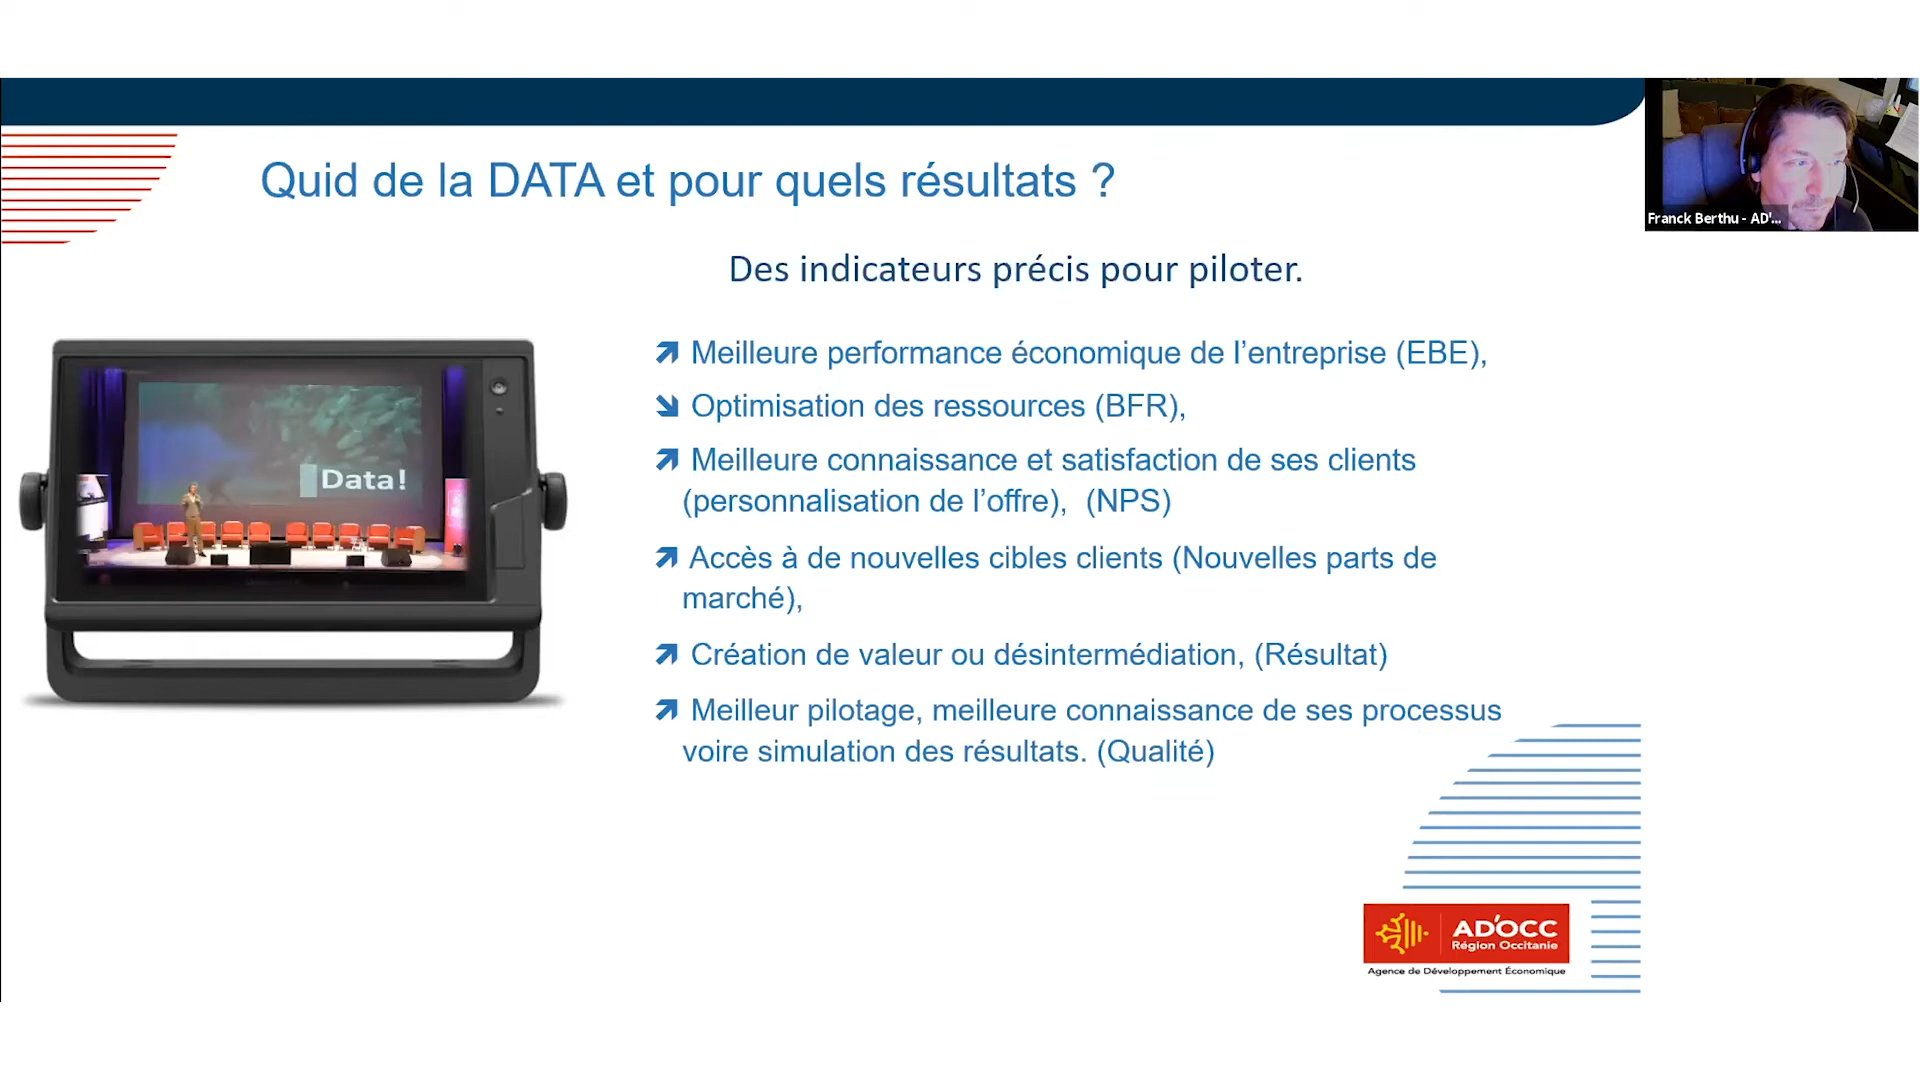 Quid de la DATA et pour quels résultats ?
Franck Berthu - AD'...
Des indicateurs précis pour piloter.
Meilleure performance économique de l’entreprise (EBE),
Optimisation des ressources (BFR),
Meilleure connaissance et satisfaction de ses clients
(personnalisation de l’offre), (NPS)
Accès à de nouvelles cibles clients (Nouvelles parts de
marché),
Création de valeur ou désintermédiation, (Résultat)
Meilleur pilotage, meilleure connaissance de ses processus
voire simulation des résultats. (Qualité)
Data!
AD'OCC
Région Occitanie
Agence de Développement Économique